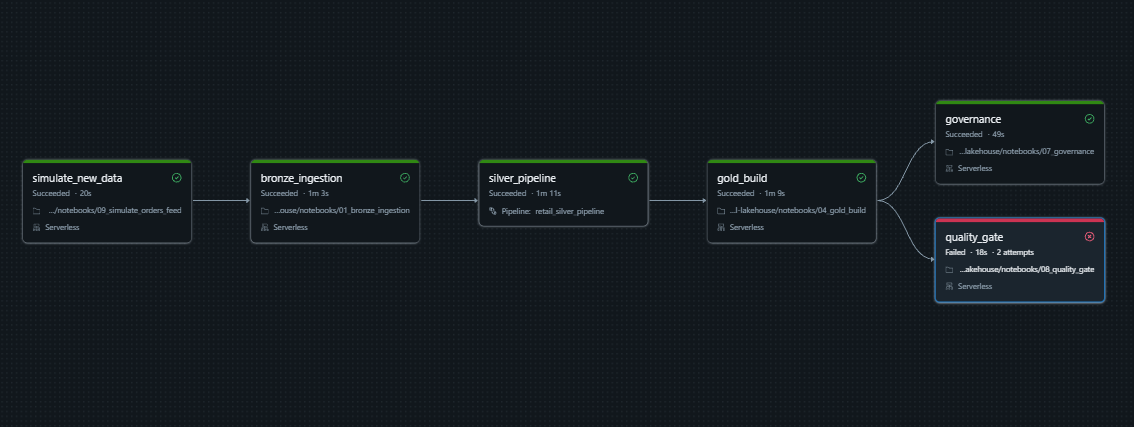 simulate_new_data
Succeeded · 20s
.../notebooks/09_simulate_orders_feed
Serverless
bronze_ingestion
Succeeded · 1m 3s
...ouse/notebooks/01_bronze_ingestion
Serverless
silver_pipeline
Succeeded · 1m 11s
Pipeline: retail_silver_pipeline
gold_build
Succeeded · 1m 9s
...l-lakehouse/notebooks/04_gold_build
Serverless
governance
Succeeded · 49s
...lakehouse/notebooks/07_governance
Serverless
quality_gate
Failed · 18s · 2 attempts
...akehouse/notebooks/08_quality_gate
Serverless